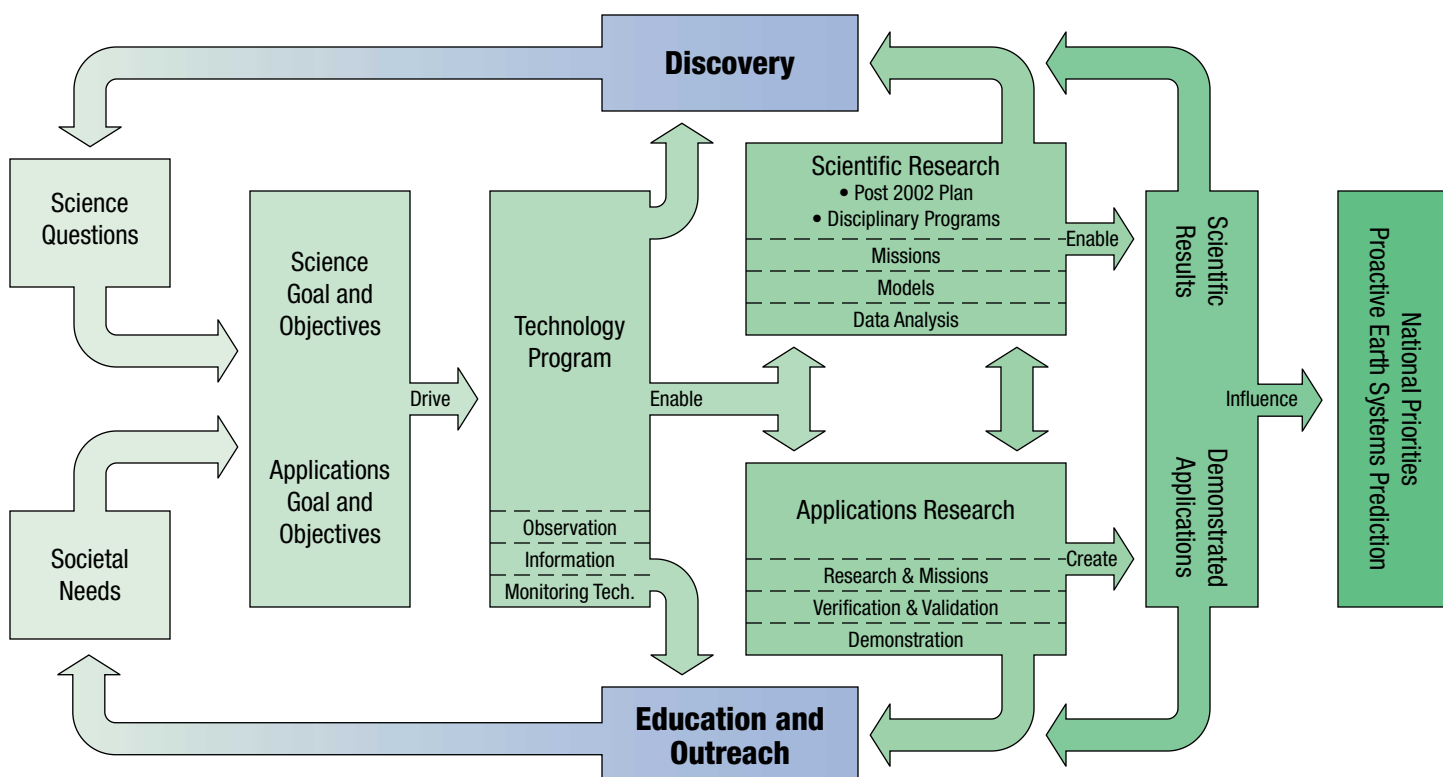 Discovery
Science
Questions
Societal
Needs
Science
Goal and
Objectives
Applications
Goal and
Objectives
Drive
Technology
Program
Observation
Information
Monitoring Tech.
Enable
Scientific Research
• Post 2002 Plan
• Disciplinary Programs
Missions
Models
Data Analysis
Enable
Applications Research
Research & Missions
Verification & Validation
Demonstration
Create
Scientific
Results
Demonstrated
Applications
Influence
National Priorities
Proactive Earth Systems Prediction
Education and
Outreach